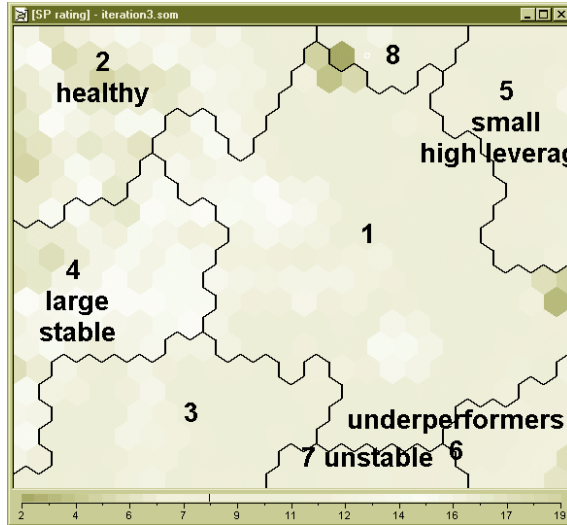 [SP rating] - iteration3.som
2
healthy
8
5
small
high leverag
1
4
large
stable
3
underperformers
7 unstable 6
2 4 6 7 9 11 12 14 16 17 19